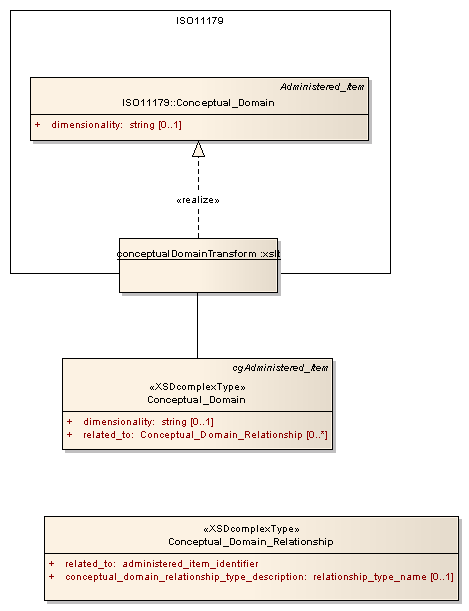 ISO11179
Administered_Item
ISO11179::Conceptual_Domain
+ dimensionality: string [0..1]
«realize»
conceptualDomainTransform :xslt
cgAdministered_Item
«XSDcomplexType»
Conceptual_Domain
+ dimensionality: string [0..1]
+ related_to: Conceptual_Domain_Relationship [0..*]
«XSDcomplexType»
Conceptual_Domain_Relationship
+ related_to: administered_item_identifier
+ conceptual_domain_relationship_type_description: relationship_type_name [0..1]